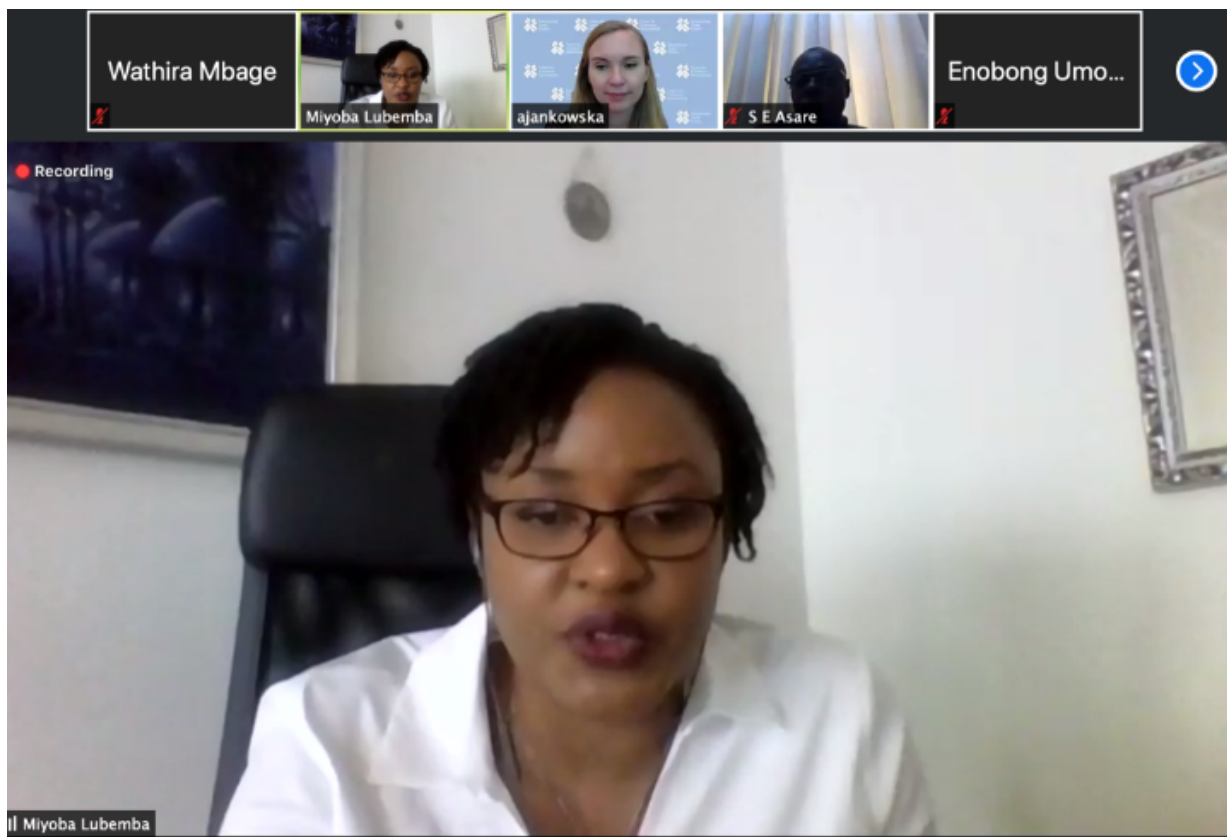 Wathira Mbage
Miyoba Lubemba
ajankowska
S E Asare
Enobong Umo...
Recording
Miyoba Lubemba